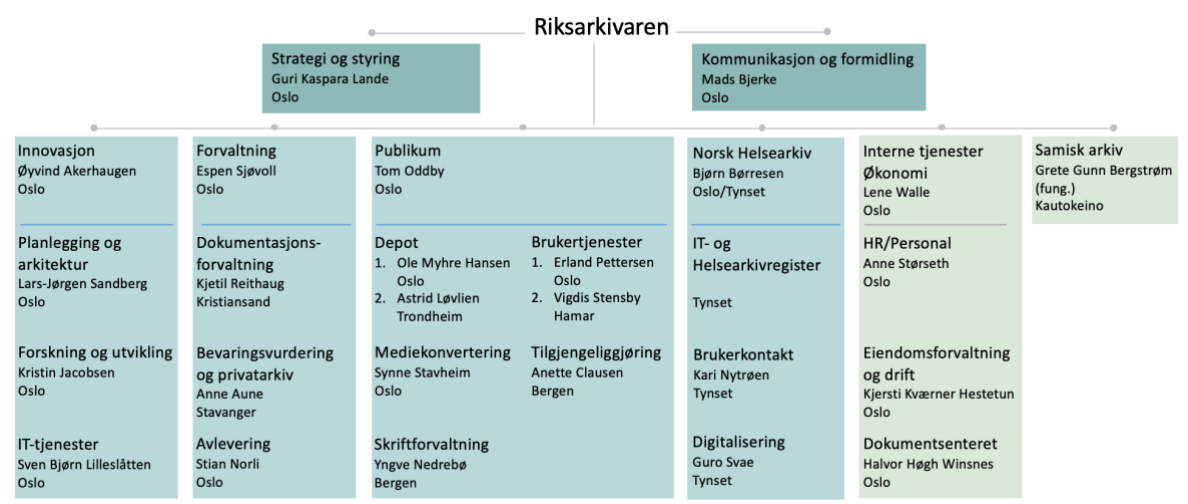 Riksarkivaren
Strategi og styring
Guri Kaspara Lande
Oslo
Kommunikasjon og formidling
Mads Bjerke
Oslo
Innovasjon
Øyvind Akerhaugen
Oslo
Planlegging og
arkitektur
Lars-Jørgen Sandberg
Oslo
Forskning og utvikling
Kristin Jacobsen
Oslo
IT-tjenester
Sven Bjørn Lilleslåtten
Oslo
Forvaltning
Espen Sjøvoll
Oslo
Dokumentasjons-
forvaltning
Kjetil Reithaug
Kristiansand
Bevaringsvurdering
og privatarkiv
Anne Aune
Stavanger
Avlevering
Stian Norli
Oslo
Publikum
Tom Oddby
Oslo
Depot
1. Ole Myhre Hansen
Oslo
2. Astrid Løvlien
Trondheim
Mediekonvertering
Synne Stavheim
Oslo
Skriftforvaltning
Yngve Nedrebø
Bergen
Brukertjenester
1. Erland Pettersen
Oslo
2. Vigdis Stensby
Hamar
Tilgjengeliggjøring
Anette Clausen
Bergen
Norsk Helsearkiv
Bjørn Børresen
Oslo/Tynset
IT- og
Helsearkivregister
Tynset
Brukerkontakt
Kari Nytrøen
Tynset
Digitalisering
Guro Svae
Tynset
Interne tjenester
Økonomi
Lene Walle
Oslo
HR/Personal
Anne Størseth
Oslo
Eiendomsforvaltning
og drift
Kjersti Kværner Hestetun
Oslo
Dokumentsenteret
Halvor Høgh Winsnes
Oslo
Samisk arkiv
Grete Gunn Bergstrøm
(fung.)
Kautokeino